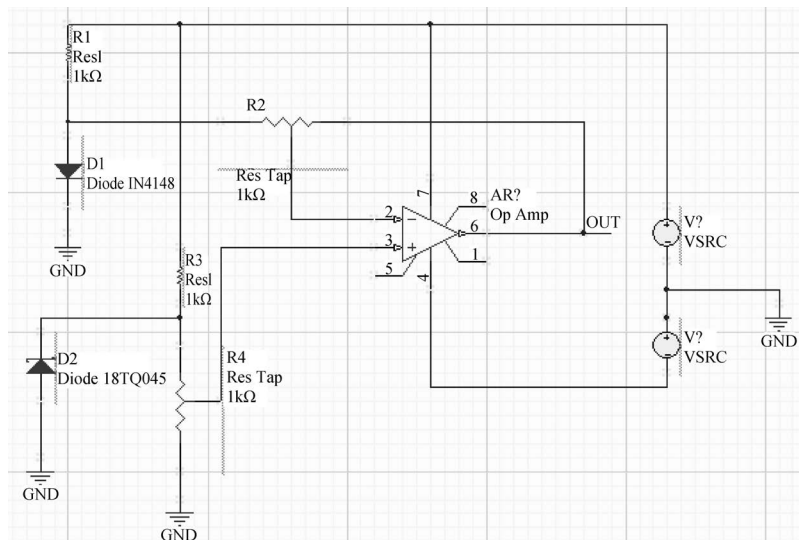 R1
Resl
1kΩ
R2
D1
Diode IN4148
Res Tap
1kΩ
7
8
AR?
Op Amp
2
6
OUT
3
1
5
4
GND
V?
VSRC
R3
Resl
1kΩ
GND
V?
VSRC
R4
Res Tap
1kΩ
D2
Diode 18TQ045
GND
GND